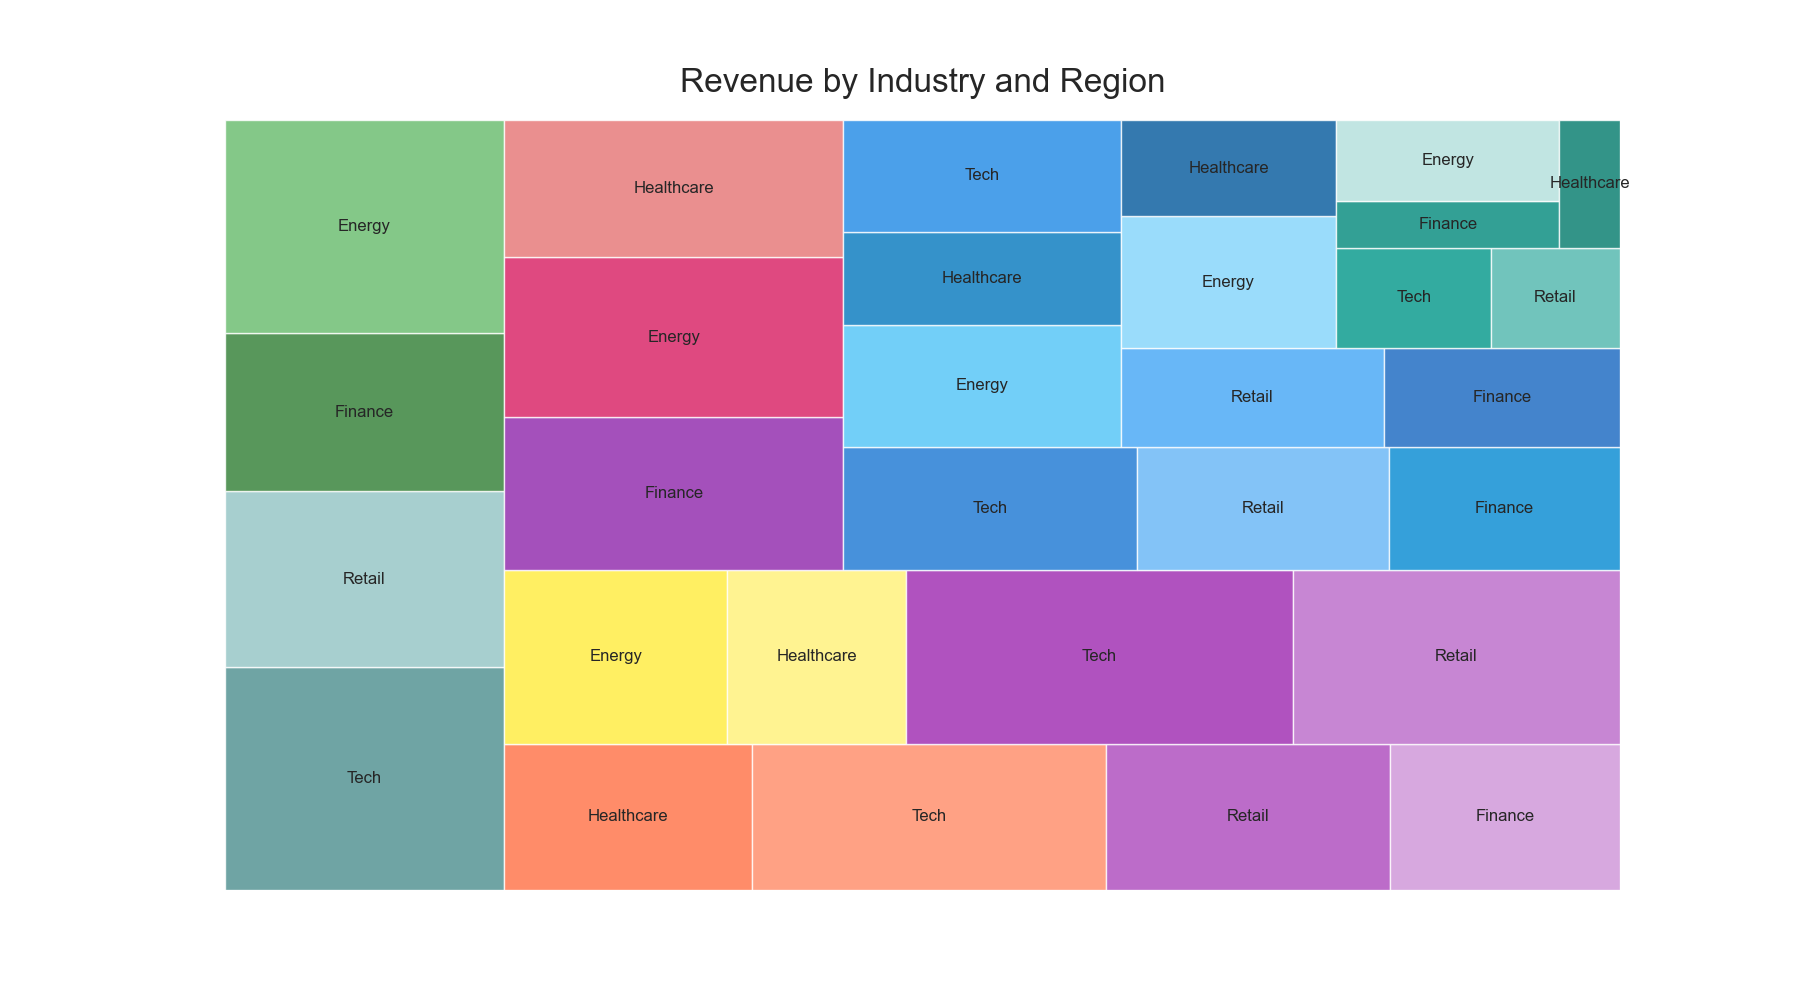 Revenue by Industry and Region
Energy
Finance
Retail
Tech
Healthcare
Energy
Finance
Tech
Healthcare
Energy
Healthcare
Energy
Energy
Finance
Healthcare
Tech
Retail
Retail
Finance
Tech
Retail
Finance
Energy
Healthcare
Tech
Retail
Healthcare
Tech
Retail
Finance